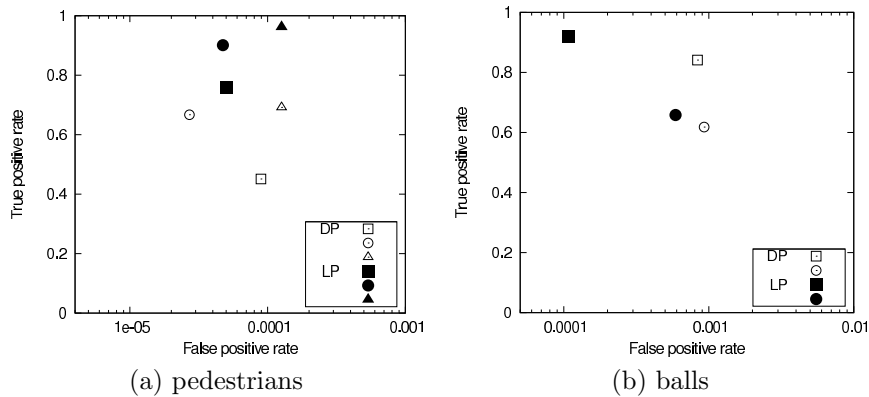 1
0.8
0.6
0.4
0.2
0
True positive rate
1e-05 0.0001 0.001
False positive rate
DP
LP
(a) pedestrians
1
0.8
0.6
0.4
0.2
0
True positive rate
0.0001 0.001 0.01
False positive rate
DP
LP
(b) balls